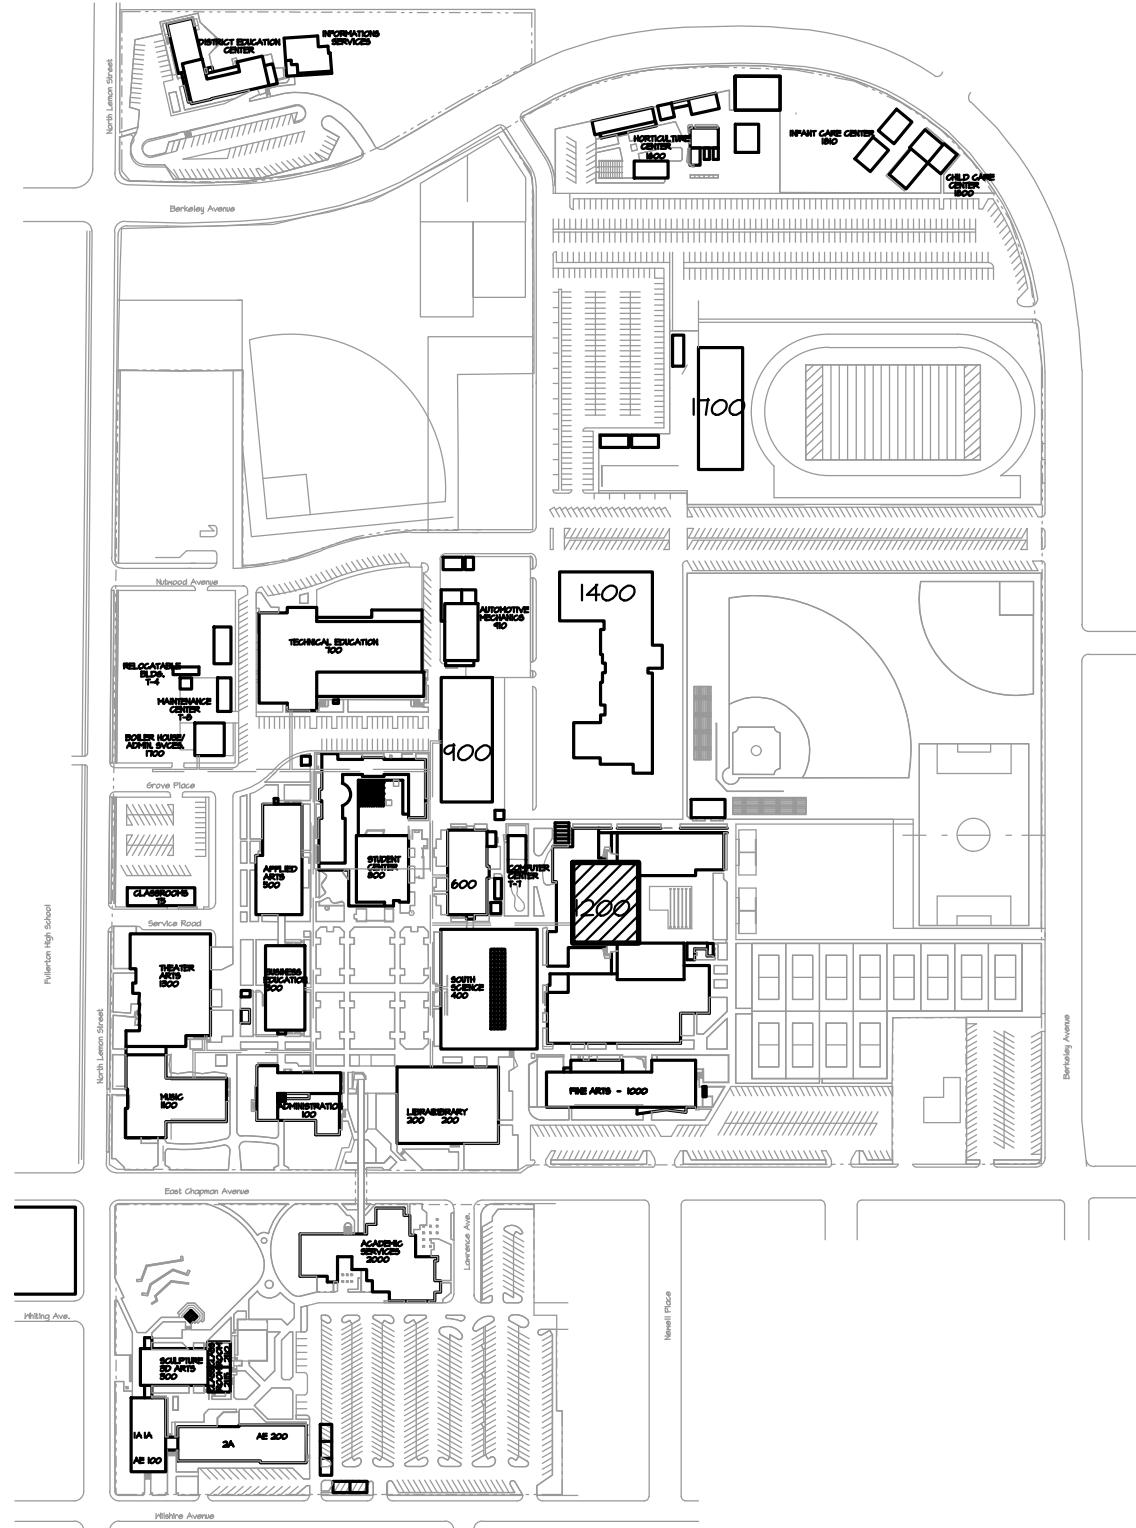 INFORMATIONS
SERVICES
DISTRICT EDUCATION
CENTER
North Lemon Street
Berkeley Avenue
HORTICULTURE
CENTER
1600
INFANT CARE CENTER
1810
CHILD CARE
CENTER
1800
1700
Nutwood Avenue
1400
AUTOMOTIVE
MECHANICS
910
TECHNICAL EDUCATION
700
RELOCATABLE
BLDG.
T-4
MAINTENANCE
CENTER
BOILER HOUSE/
ADMIN. SVCES.
1700
900
Grove Place
STUDENT
CENTER
800
APPLIED
ARTS
500
600
COMPUTER
CENTER
T-7
1200
CLASSROOMS
Service Road
Fullerton High School
THEATER
ARTS
1300
BUSINESS
EDUCATION
300
SOUTH
SCIENCE
400
North Lemon Street
Berkeley Avenue
MUSIC
1100
ADMINISTRATION
100
LIBRARY
200 200
FINE ARTS - 1000
East Chapman Avenue
ACADEMIC
SERVICES
2000
Lawrence Ave.
Whiting Ave.
Newell Place
SCULPTURE
3D ARTS
300
1A 1A
AE 100
2A
AE 200
Wilshire Avenue